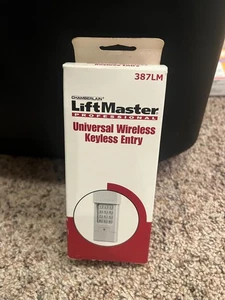 387LM
CHAMBERLAIN
LiftMaster
PROFESSIONAL
Universal Wireless
Keyless Entry